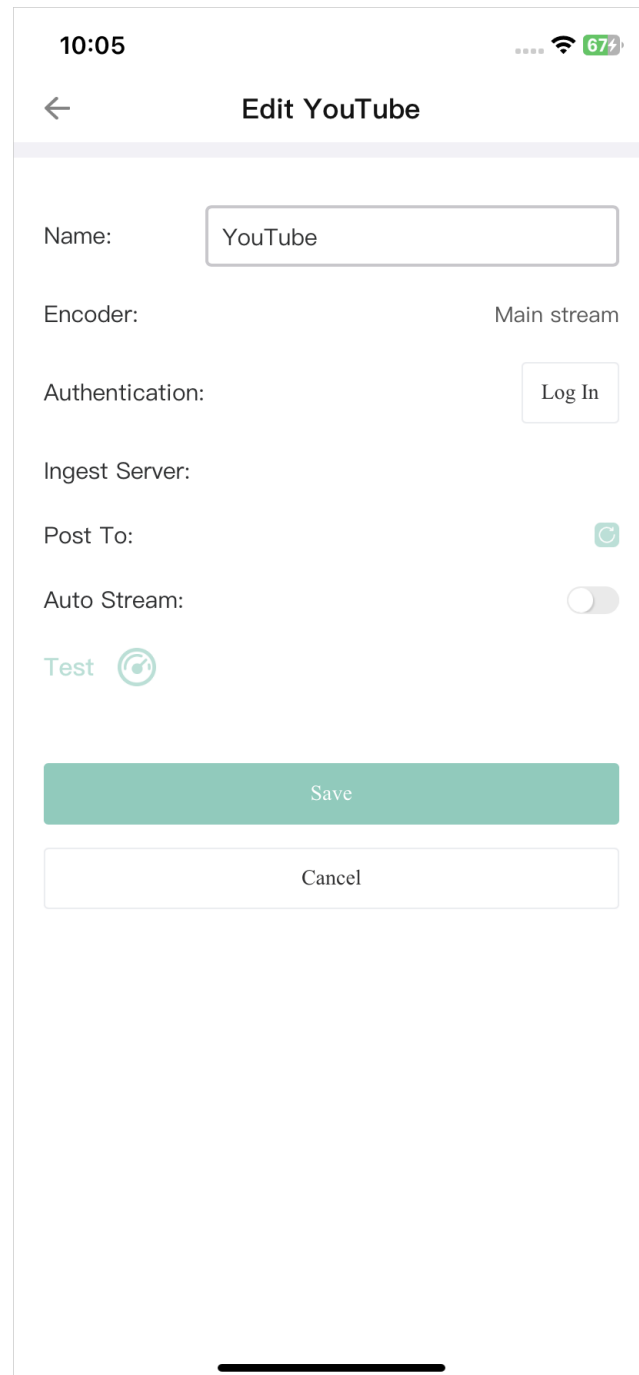 10:05
67
Edit YouTube
Name:
YouTube
Encoder:
Main stream
Authentication:
Log In
Ingest Server:
Post To:
Auto Stream:
Test
Save
Cancel